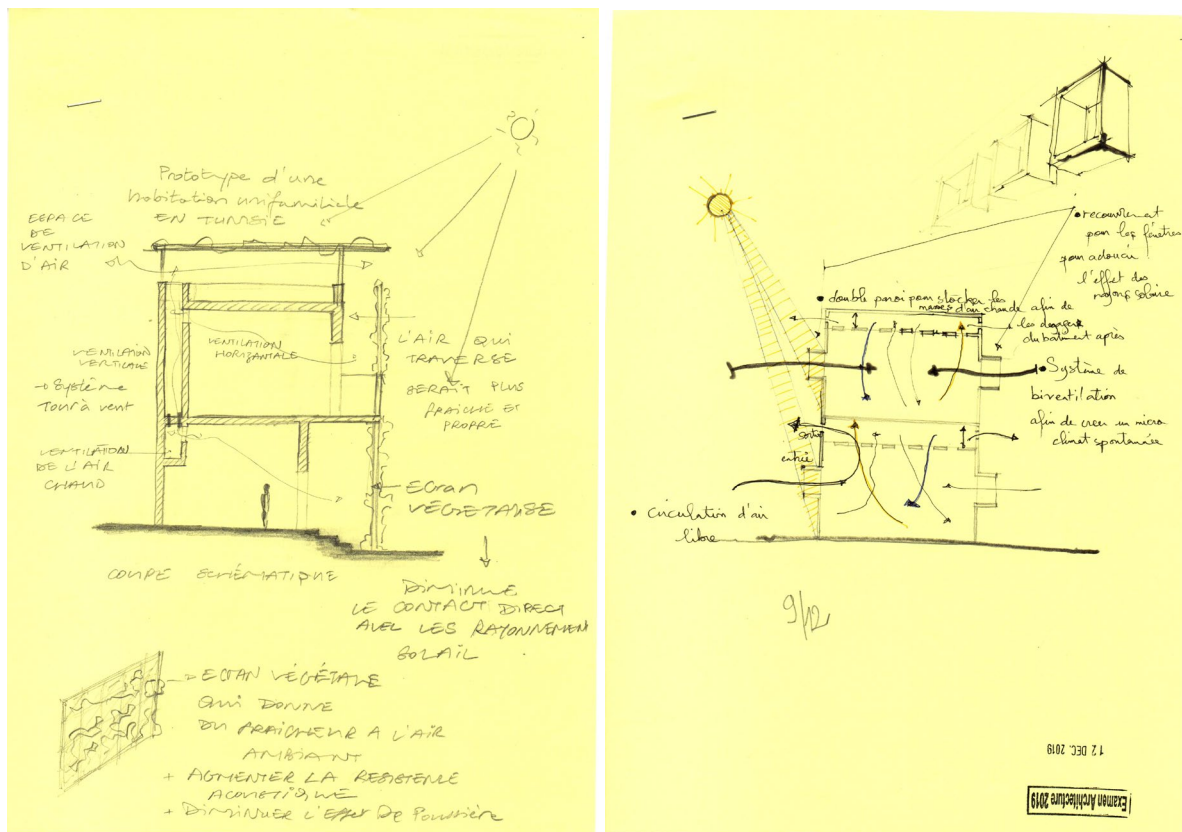 Prototype d'une
habitation unifamiliale
EN TUNISIE
ESPACE
DE
VENTILATION
D'AIR
VENTILATION
VERTICALE
→ Système
Tour à vent
VENTILATION
HORIZONTALE
VENTILATION
DE L'AIR
CHAUD
L'AIR QUI
TRAVERSE
SERAIT PLUS
FRAICHE ET
PROPRE
ECRAN
VÉGÉTALE
COUPE SCHÉMATIQUE
DIMINUE
LE CONTACT DIRECT
AVEC LES RAYONNEMEN
SOLAIL
ECRAN VÉGÉTALE
QUI DONNE
DU FRAICHEUR A L'AIR
AMBIANT
+ AGMENTER LA RESISTENCE
ACOUSTIQUE
+ DIMINUER L'Effet De Poussière
• recouvrement
pour les fenêtres
pour adoucir
l'effet des
rayons solaire
• double paroi pour stocker les
masses d'air chaude afin de
les dégager
du bâtiment après
• Système de
biventilation
afin de creer un micro
climat spontannée
sortie
entrée
• circulation d'air
libre
9/12
12 DEC. 2019
Examen Architecture 2019